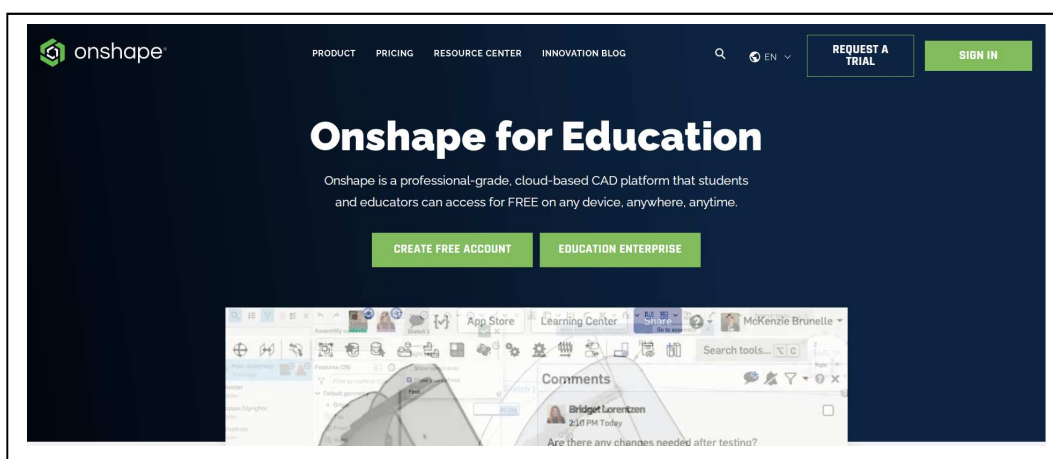 onshape
PRODUCT PRICING RESOURCE CENTER INNOVATION BLOG
EN
REQUEST A
TRIAL
SIGN IN
Onshape for Education
Onshape is a professional-grade, cloud-based CAD platform that students
and educators can access for FREE on any device, anywhere, anytime.
CREATE FREE ACCOUNT
EDUCATION ENTERPRISE
App Store
Learning Center
Share
McKenzie Brunelle
Search tools...
Features (29)
Comments
Bridget Lorentzen
2:10 PM Today
Are there any changes needed after testing?